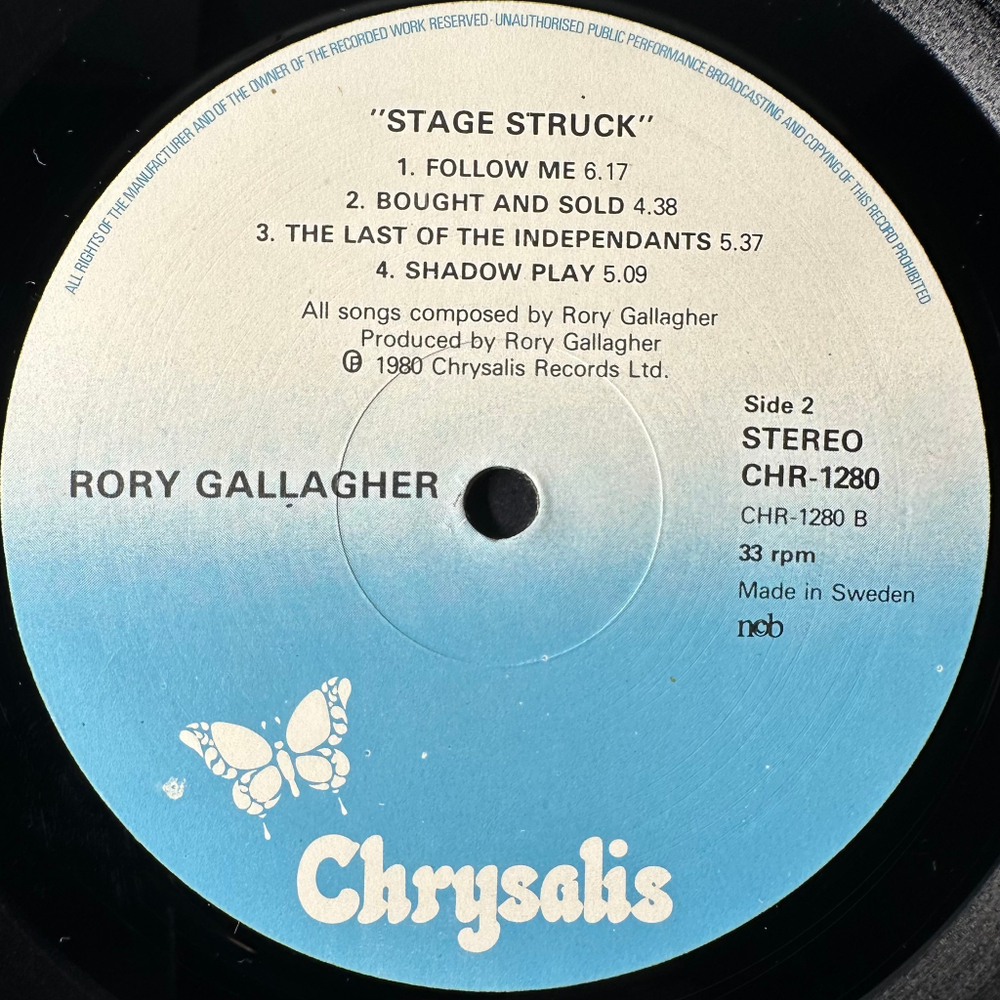 ALL RIGHTS OF THE MANUFACTURER AND OF THE OWNER OF THE RECORDED WORK RESERVED · UNAUTHORISED PUBLIC PERFORMANCE BROADCASTING AND COPYING OF THIS RECORD PROHIBITED
"STAGE STRUCK"
1. FOLLOW ME 6.17
2. BOUGHT AND SOLD 4.38
3. THE LAST OF THE INDEPENDANTS 5.37
4. SHADOW PLAY 5.09
All songs composed by Rory Gallagher
Produced by Rory Gallagher
℗ 1980 Chrysalis Records Ltd.
Side 2
STEREO
CHR-1280
RORY GALLAGHER
CHR-1280 B
33 rpm
Made in Sweden
ncb
Chrysalis